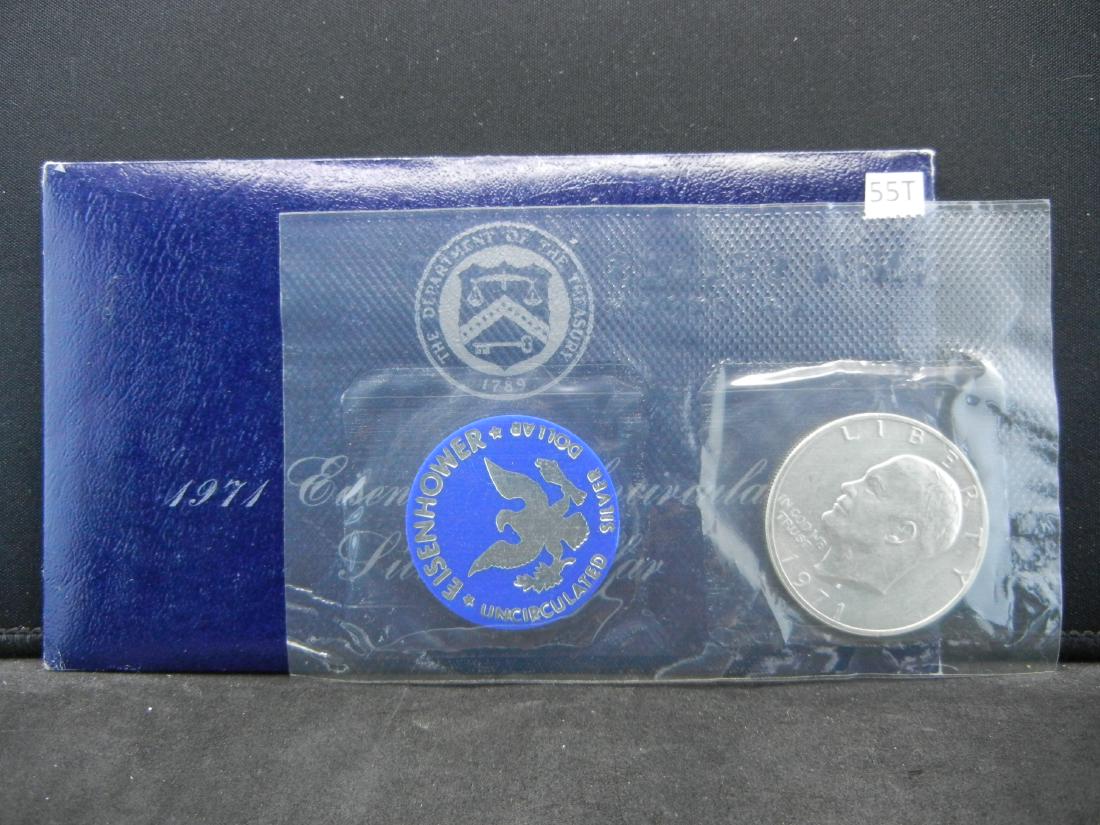 55T
THE DEPARTMENT OF THE TREASURY
1789
★ EISENHOWER ★ SILVER DOLLAR
UNCIRCULATED
LIBERTY
IN GOD WE
TRUST
1971
1971